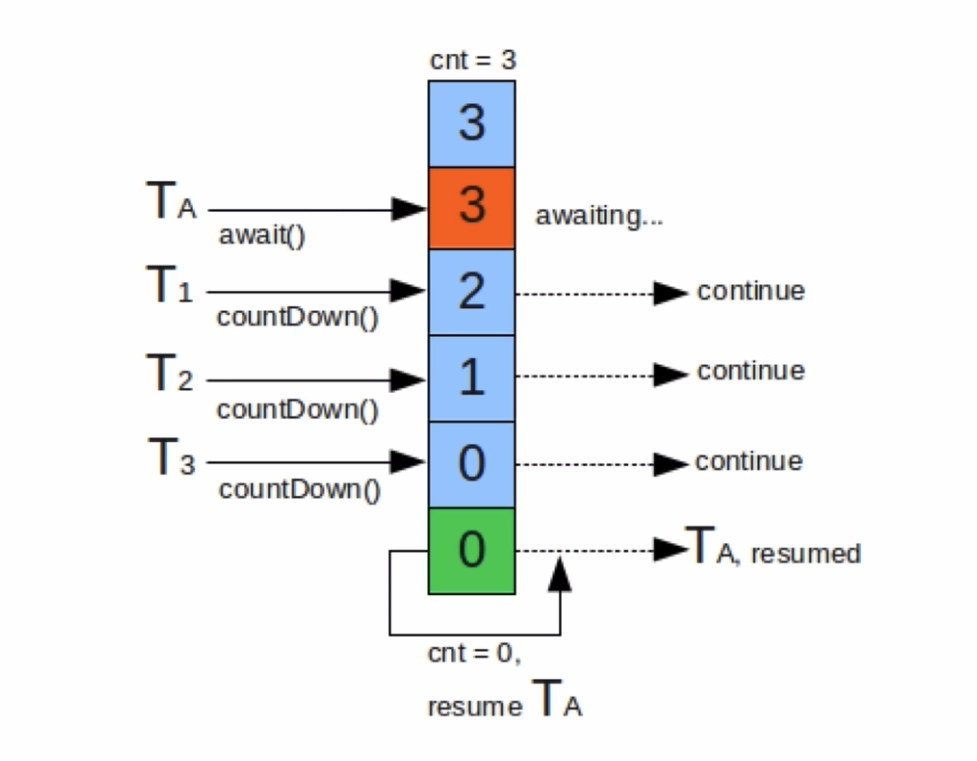 cnt = 3
3
TA
await()
3
awaiting...
T1
countDown()
2
continue
T2
countDown()
1
continue
T3
countDown()
0
continue
0
TA, resumed
cnt = 0,
resume TA